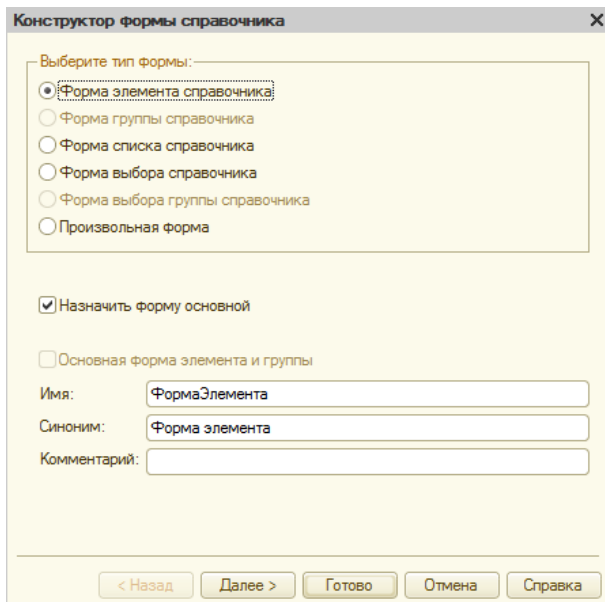 Конструктор формы справочника
Выберите тип формы:
Форма элемента справочника
Форма группы справочника
Форма списка справочника
Форма выбора справочника
Форма выбора группы справочника
Произвольная форма
Назначить форму основной
Основная форма элемента и группы
Имя: ФормаЭлемента
Синоним: Форма элемента
Комментарий:
< Назад Далее > Готово Отмена Справка